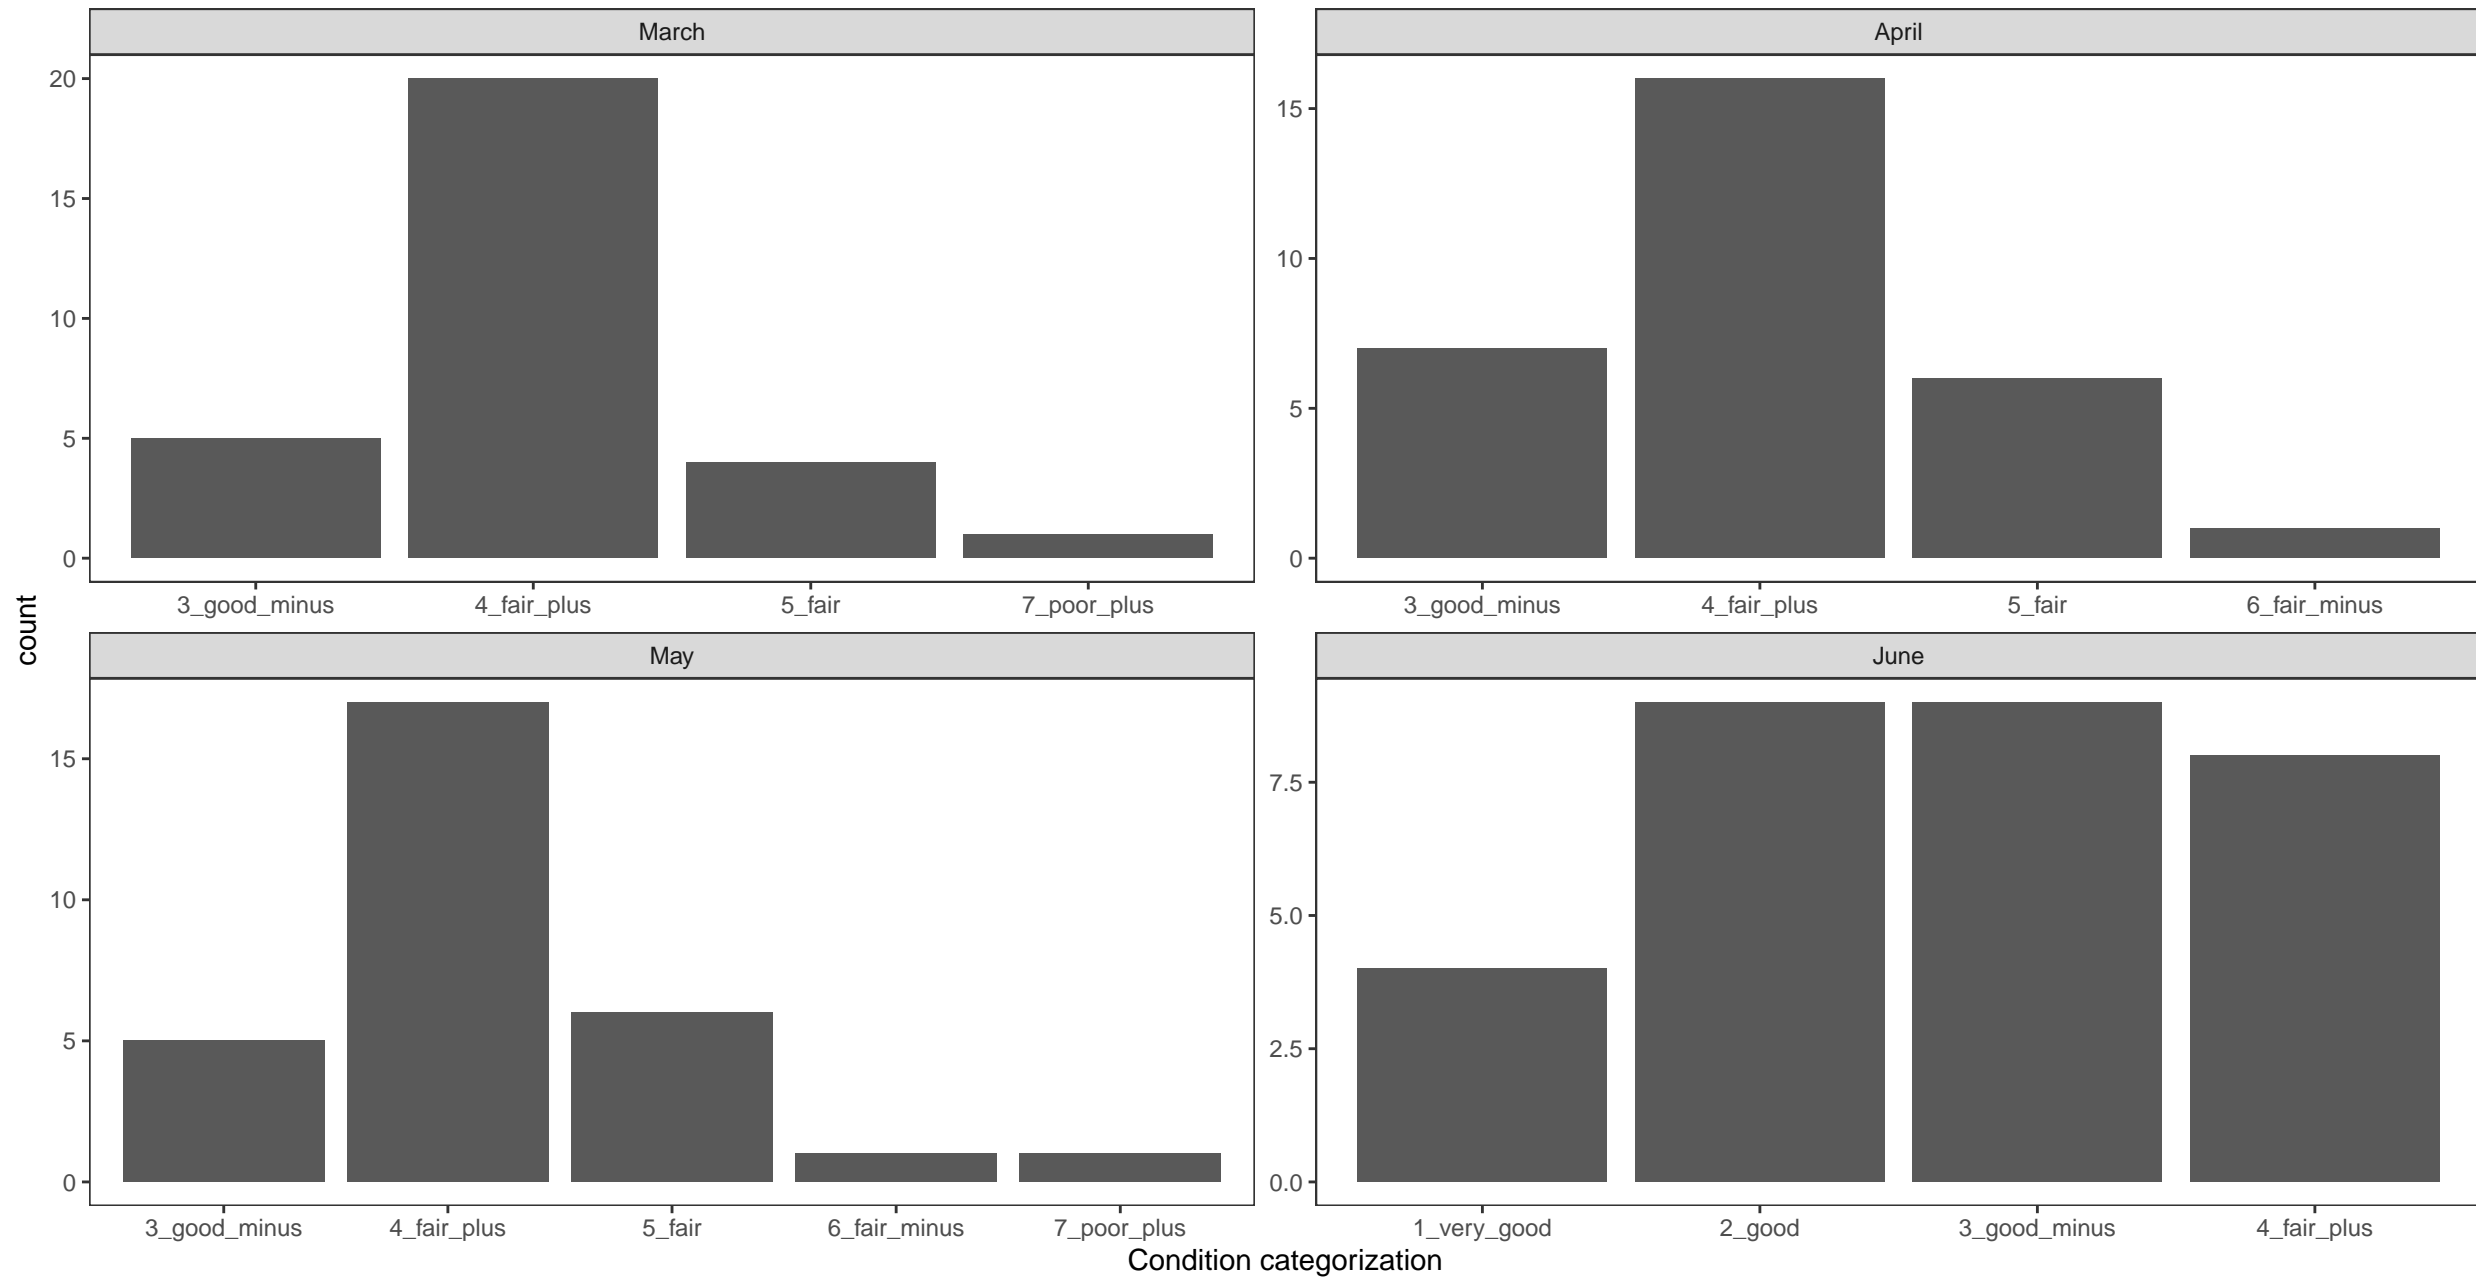 March
April
20
15
10
5
0
15
10
5
0
3_good_minus 4_fair_plus 5_fair 7_poor_plus
3_good_minus 4_fair_plus 5_fair 6_fair_minus
count
May
June
15
10
5
0
7.5
5.0
2.5
0.0
3_good_minus 4_fair_plus 5_fair 6_fair_minus 7_poor_plus
1_very_good 2_good 3_good_minus 4_fair_plus
Condition categorization